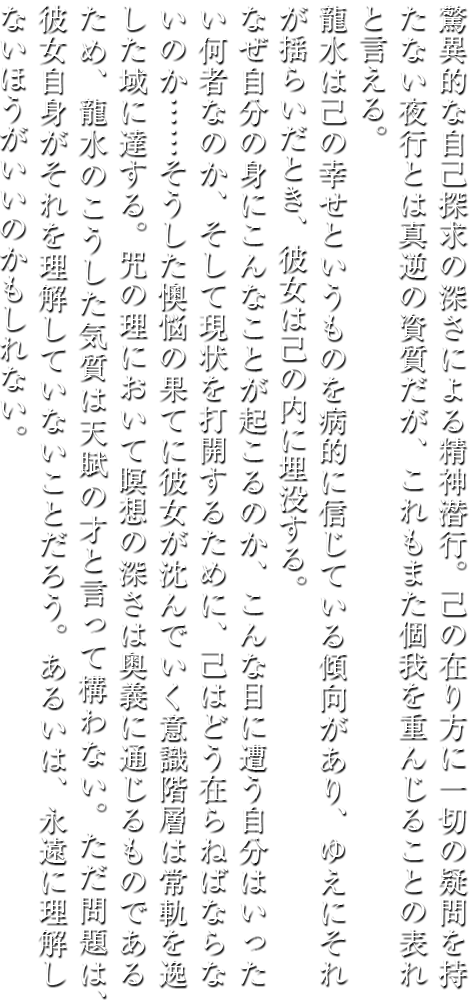 驚異的な自己探求の深さによる精神潜行。己の在り方に一切の疑問を持
たない夜行とは真逆の資質だが、これもまた個我を重んじることの表れ
と言える。
龍水は己の幸せというものを病的に信じている傾向があり、ゆえにそれ
が揺らいだとき、彼女は己の内に埋没する。
なぜ自分の身にこんなことが起こるのか、こんな目に遭う自分はいった
い何者なのか、そして現状を打開するために、己はどう在らねばならな
いのか……そうした懊悩の果てに彼女が沈んでいく意識階層は常軌を逸
した域に達する。咒の理において瞑想の深さは奥義に通じるものである
ため、龍水のこうした気質は天賦の才と言って構わない。ただ問題は、
彼女自身がそれを理解していないことだろう。あるいは、永遠に理解し
ないほうがいいのかもしれない。